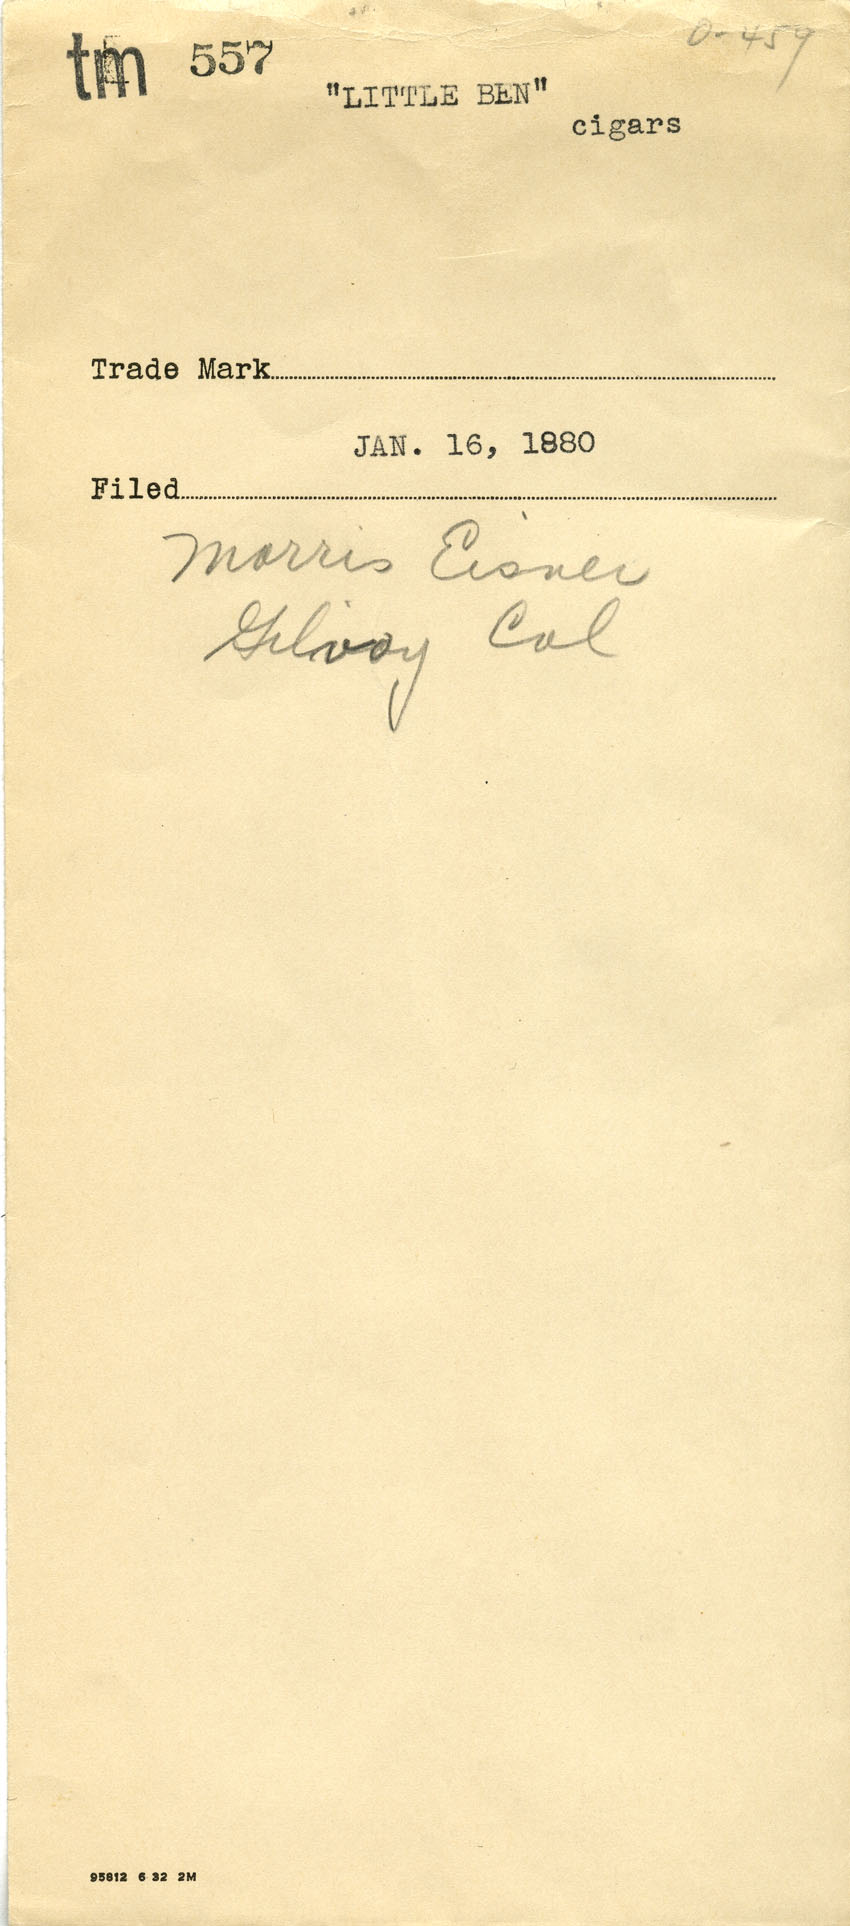 O-459
tm 557
"LITTLE BEN"
cigars
Trade Mark
JAN. 16, 1880
Filed
Morris Eisner
Gilroy Cal
95812 6 32 2M